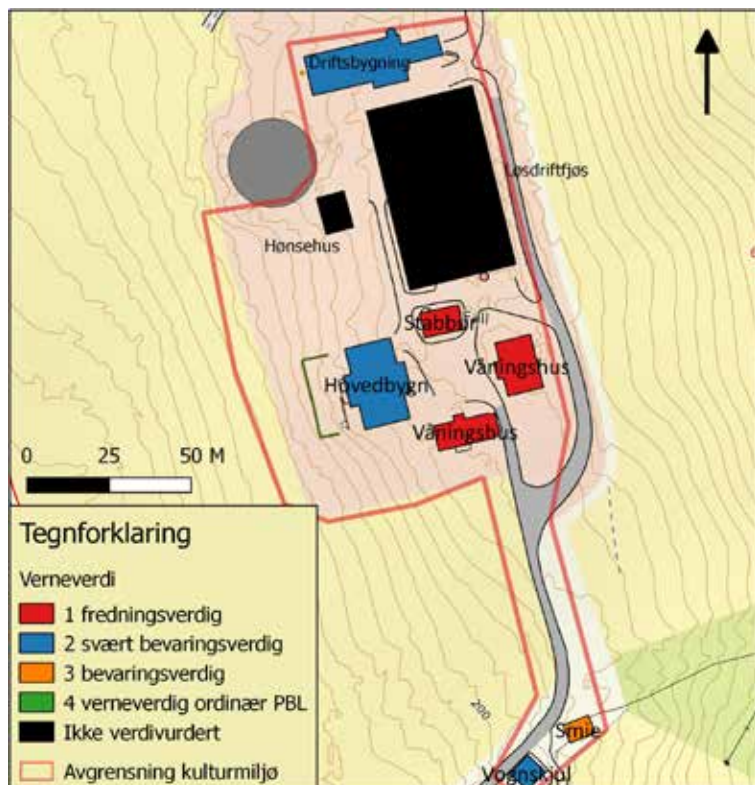 Driftsbygning
Løsdriftfjøs
Hønsehus
Stabbur
Våningshus
Hovedbygn
Våningshus
0 25 50 M
Tegnforklaring
Verneverdi
1 fredningsverdig
2 svært bevaringsverdig
3 bevaringsverdig
4 verneverdig ordinær PBL
Ikke verdivurdert
Avgrensning kulturmiljø
200
Smie
Vognskjul